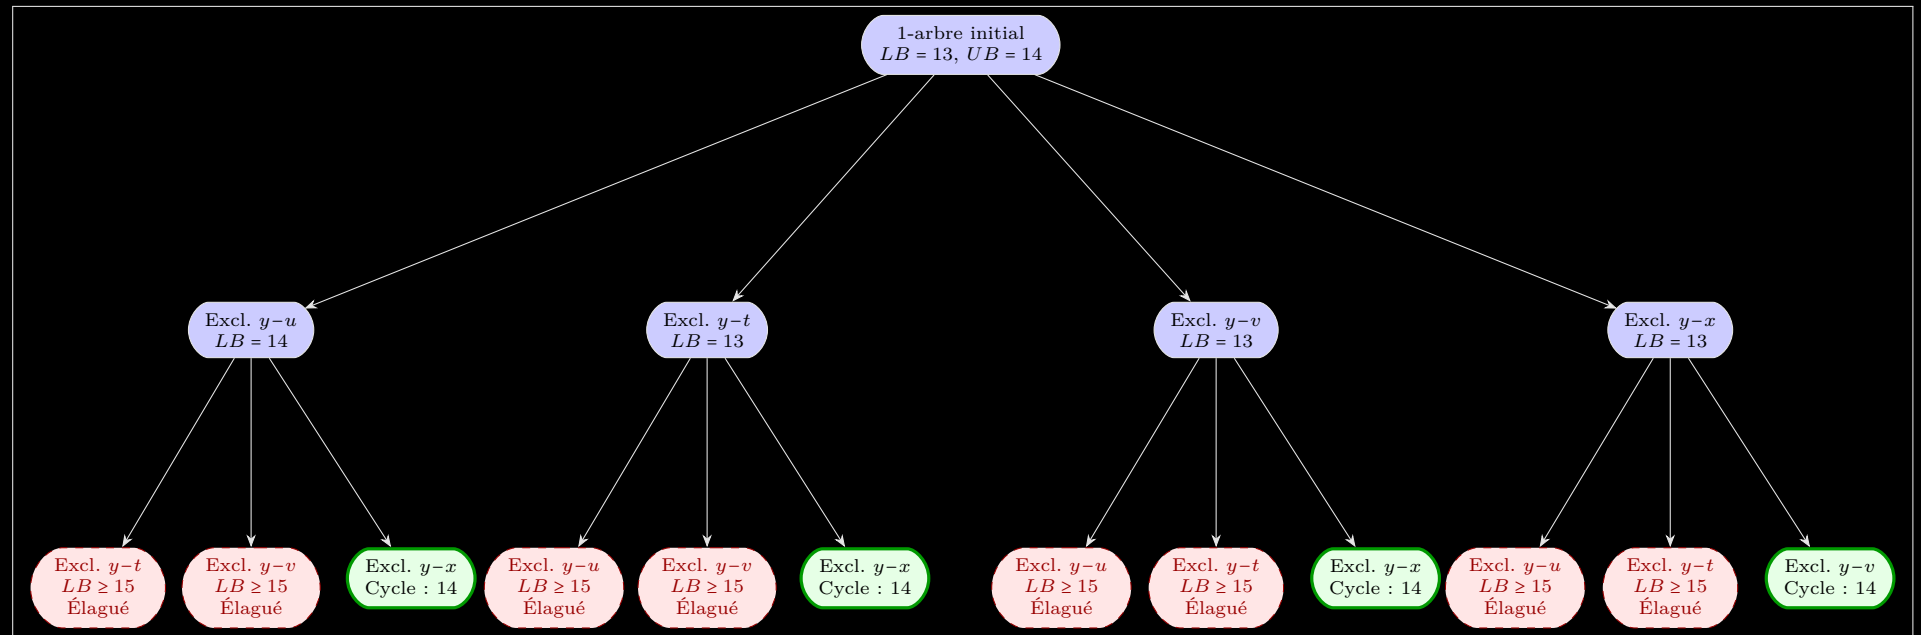 1-arbre initial
LB = 13, UB = 14
Excl. y–u
LB = 14
Excl. y–t
LB = 13
Excl. y–v
LB = 13
Excl. y–x
LB = 13
Excl. y–t
LB ≥ 15
Élagué
Excl. y–v
LB ≥ 15
Élagué
Excl. y–x
Cycle : 14
Excl. y–u
LB ≥ 15
Élagué
Excl. y–v
LB ≥ 15
Élagué
Excl. y–x
Cycle : 14
Excl. y–u
LB ≥ 15
Élagué
Excl. y–t
LB ≥ 15
Élagué
Excl. y–x
Cycle : 14
Excl. y–u
LB ≥ 15
Élagué
Excl. y–t
LB ≥ 15
Élagué
Excl. y–v
Cycle : 14